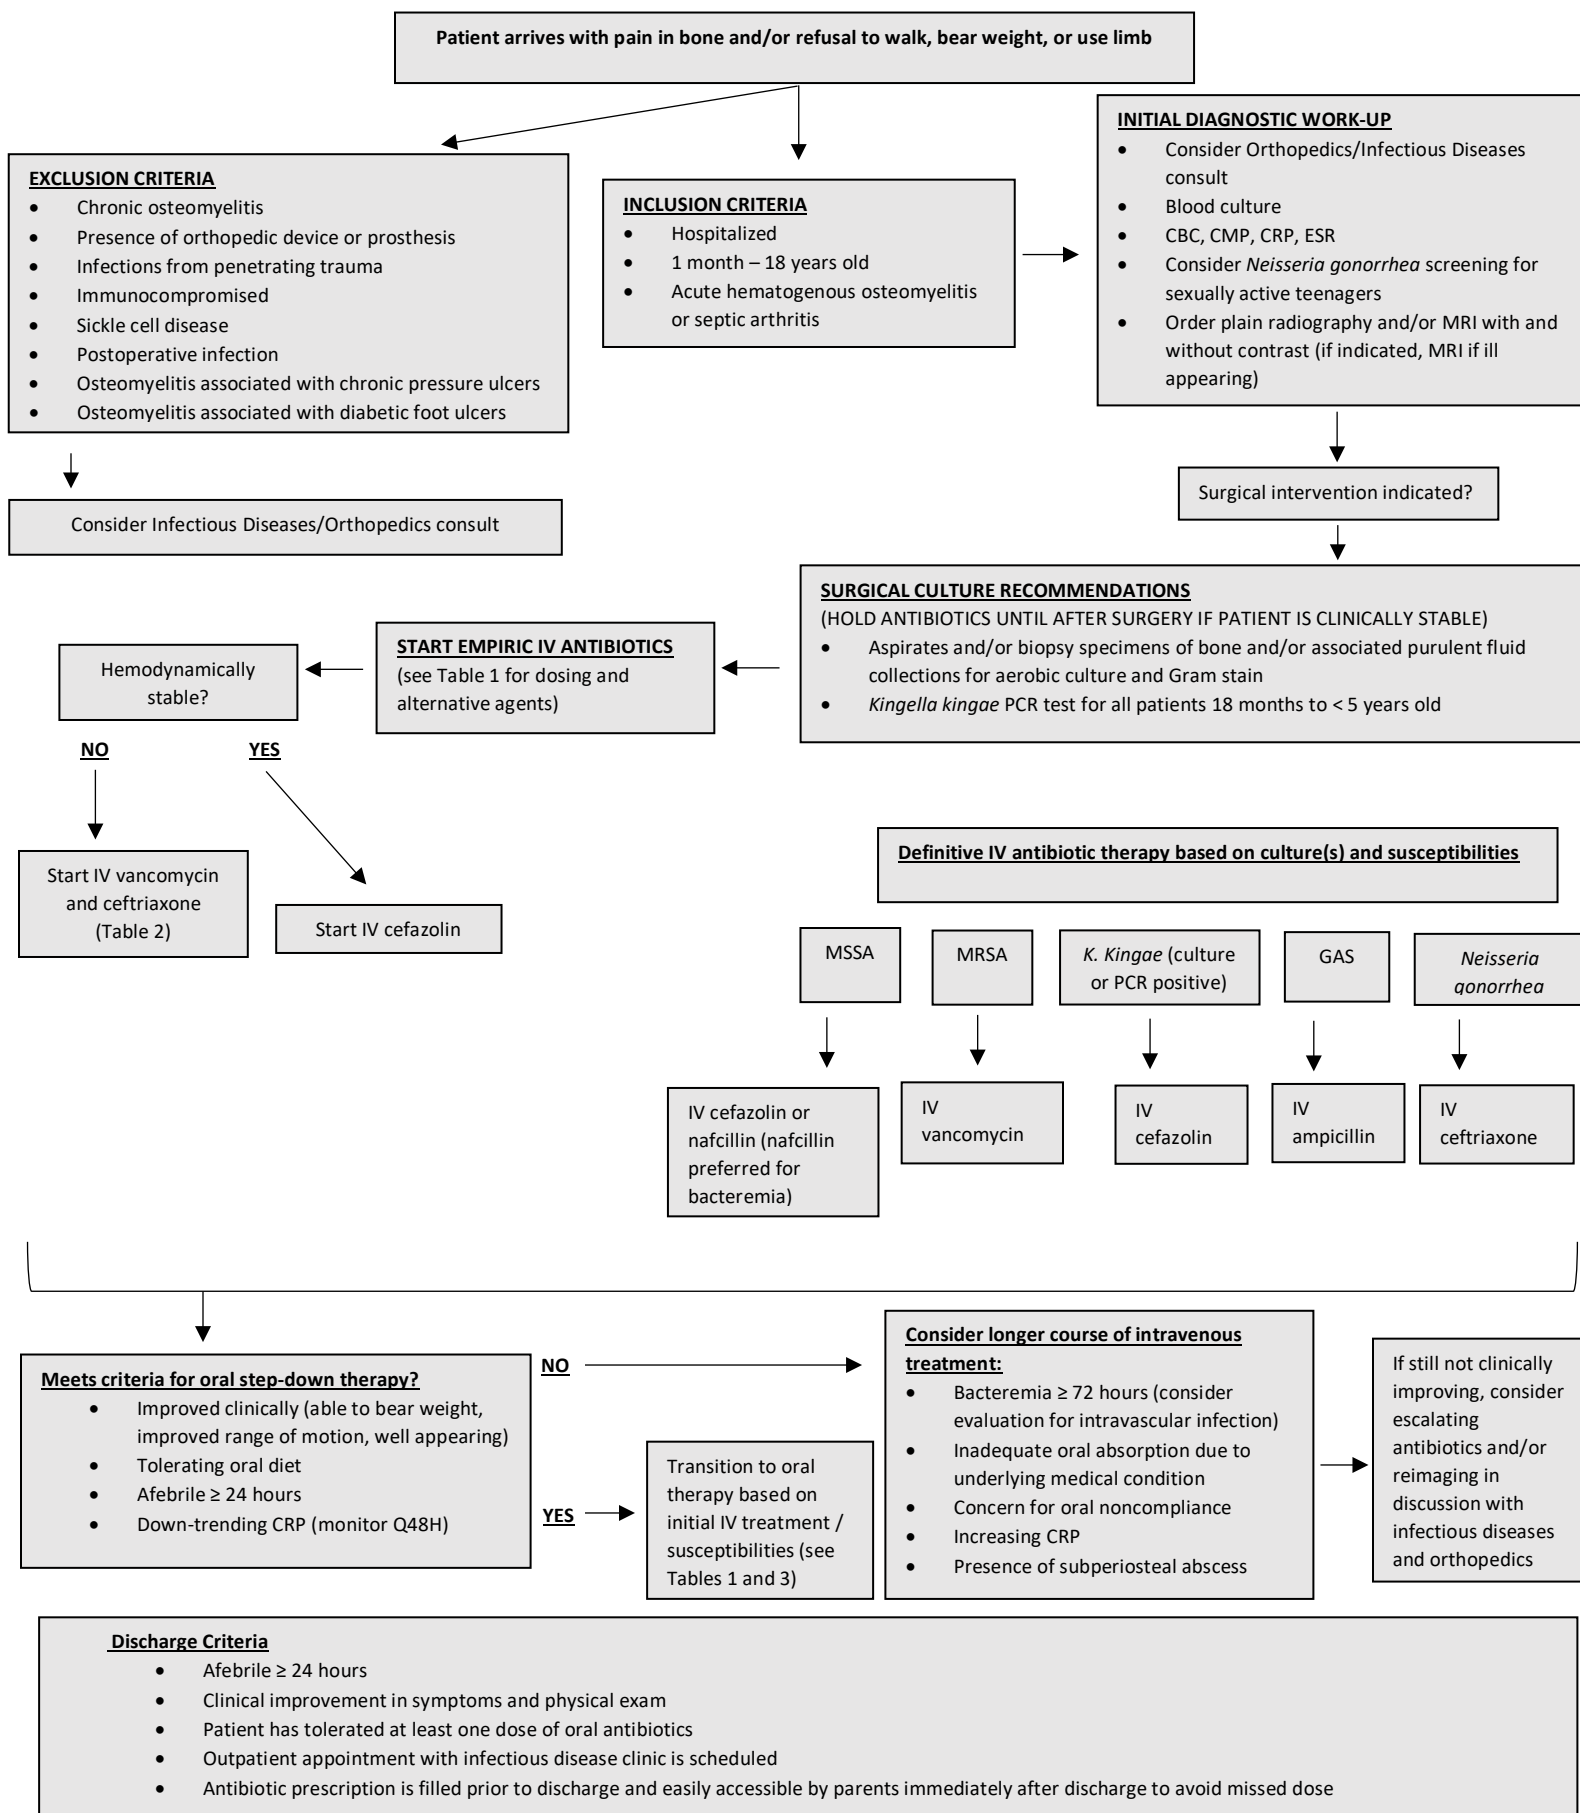 Patient arrives with pain in bone and/or refusal to walk, bear weight, or use limb
EXCLUSION CRITERIA
• Chronic osteomyelitis
• Presence of orthopedic device or prosthesis
• Infections from penetrating trauma
• Immunocompromised
• Sickle cell disease
• Postoperative infection
• Osteomyelitis associated with chronic pressure ulcers
• Osteomyelitis associated with diabetic foot ulcers
Consider Infectious Diseases/Orthopedics consult
INCLUSION CRITERIA
• Hospitalized
• 1 month – 18 years old
• Acute hematogenous osteomyelitis
or septic arthritis
INITIAL DIAGNOSTIC WORK-UP
• Consider Orthopedics/Infectious Diseases
consult
• Blood culture
• CBC, CMP, CRP, ESR
• Consider Neisseria gonorrhea screening for
sexually active teenagers
• Order plain radiography and/or MRI with and
without contrast (if indicated, MRI if ill
appearing)
Surgical intervention indicated?
SURGICAL CULTURE RECOMMENDATIONS
(HOLD ANTIBIOTICS UNTIL AFTER SURGERY IF PATIENT IS CLINICALLY STABLE)
• Aspirates and/or biopsy specimens of bone and/or associated purulent fluid
collections for aerobic culture and Gram stain
• Kingella kingae PCR test for all patients 18 months to < 5 years old
START EMPIRIC IV ANTIBIOTICS
(see Table 1 for dosing and
alternative agents)
Hemodynamically
stable?
NO
YES
Start IV vancomycin
and ceftriaxone
(Table 2)
Start IV cefazolin
Definitive IV antibiotic therapy based on culture(s) and susceptibilities
MSSA
MRSA
K. Kingae (culture
or PCR positive)
GAS
Neisseria
gonorrhea
IV cefazolin or
nafcillin (nafcillin
preferred for
bacteremia)
IV
vancomycin
IV
cefazolin
IV
ampicillin
IV
ceftriaxone
Meets criteria for oral step-down therapy?
• Improved clinically (able to bear weight,
improved range of motion, well appearing)
• Tolerating oral diet
• Afebrile ≥ 24 hours
• Down-trending CRP (monitor Q48H)
NO
YES
Transition to oral
therapy based on
initial IV treatment /
susceptibilities (see
Tables 1 and 3)
Consider longer course of intravenous
treatment:
• Bacteremia ≥ 72 hours (consider
evaluation for intravascular infection)
• Inadequate oral absorption due to
underlying medical condition
• Concern for oral noncompliance
• Increasing CRP
• Presence of subperiosteal abscess
If still not clinically
improving, consider
escalating
antibiotics and/or
reimaging in
discussion with
infectious diseases
and orthopedics
Discharge Criteria
• Afebrile ≥ 24 hours
• Clinical improvement in symptoms and physical exam
• Patient has tolerated at least one dose of oral antibiotics
• Outpatient appointment with infectious disease clinic is scheduled
• Antibiotic prescription is filled prior to discharge and easily accessible by parents immediately after discharge to avoid missed dose